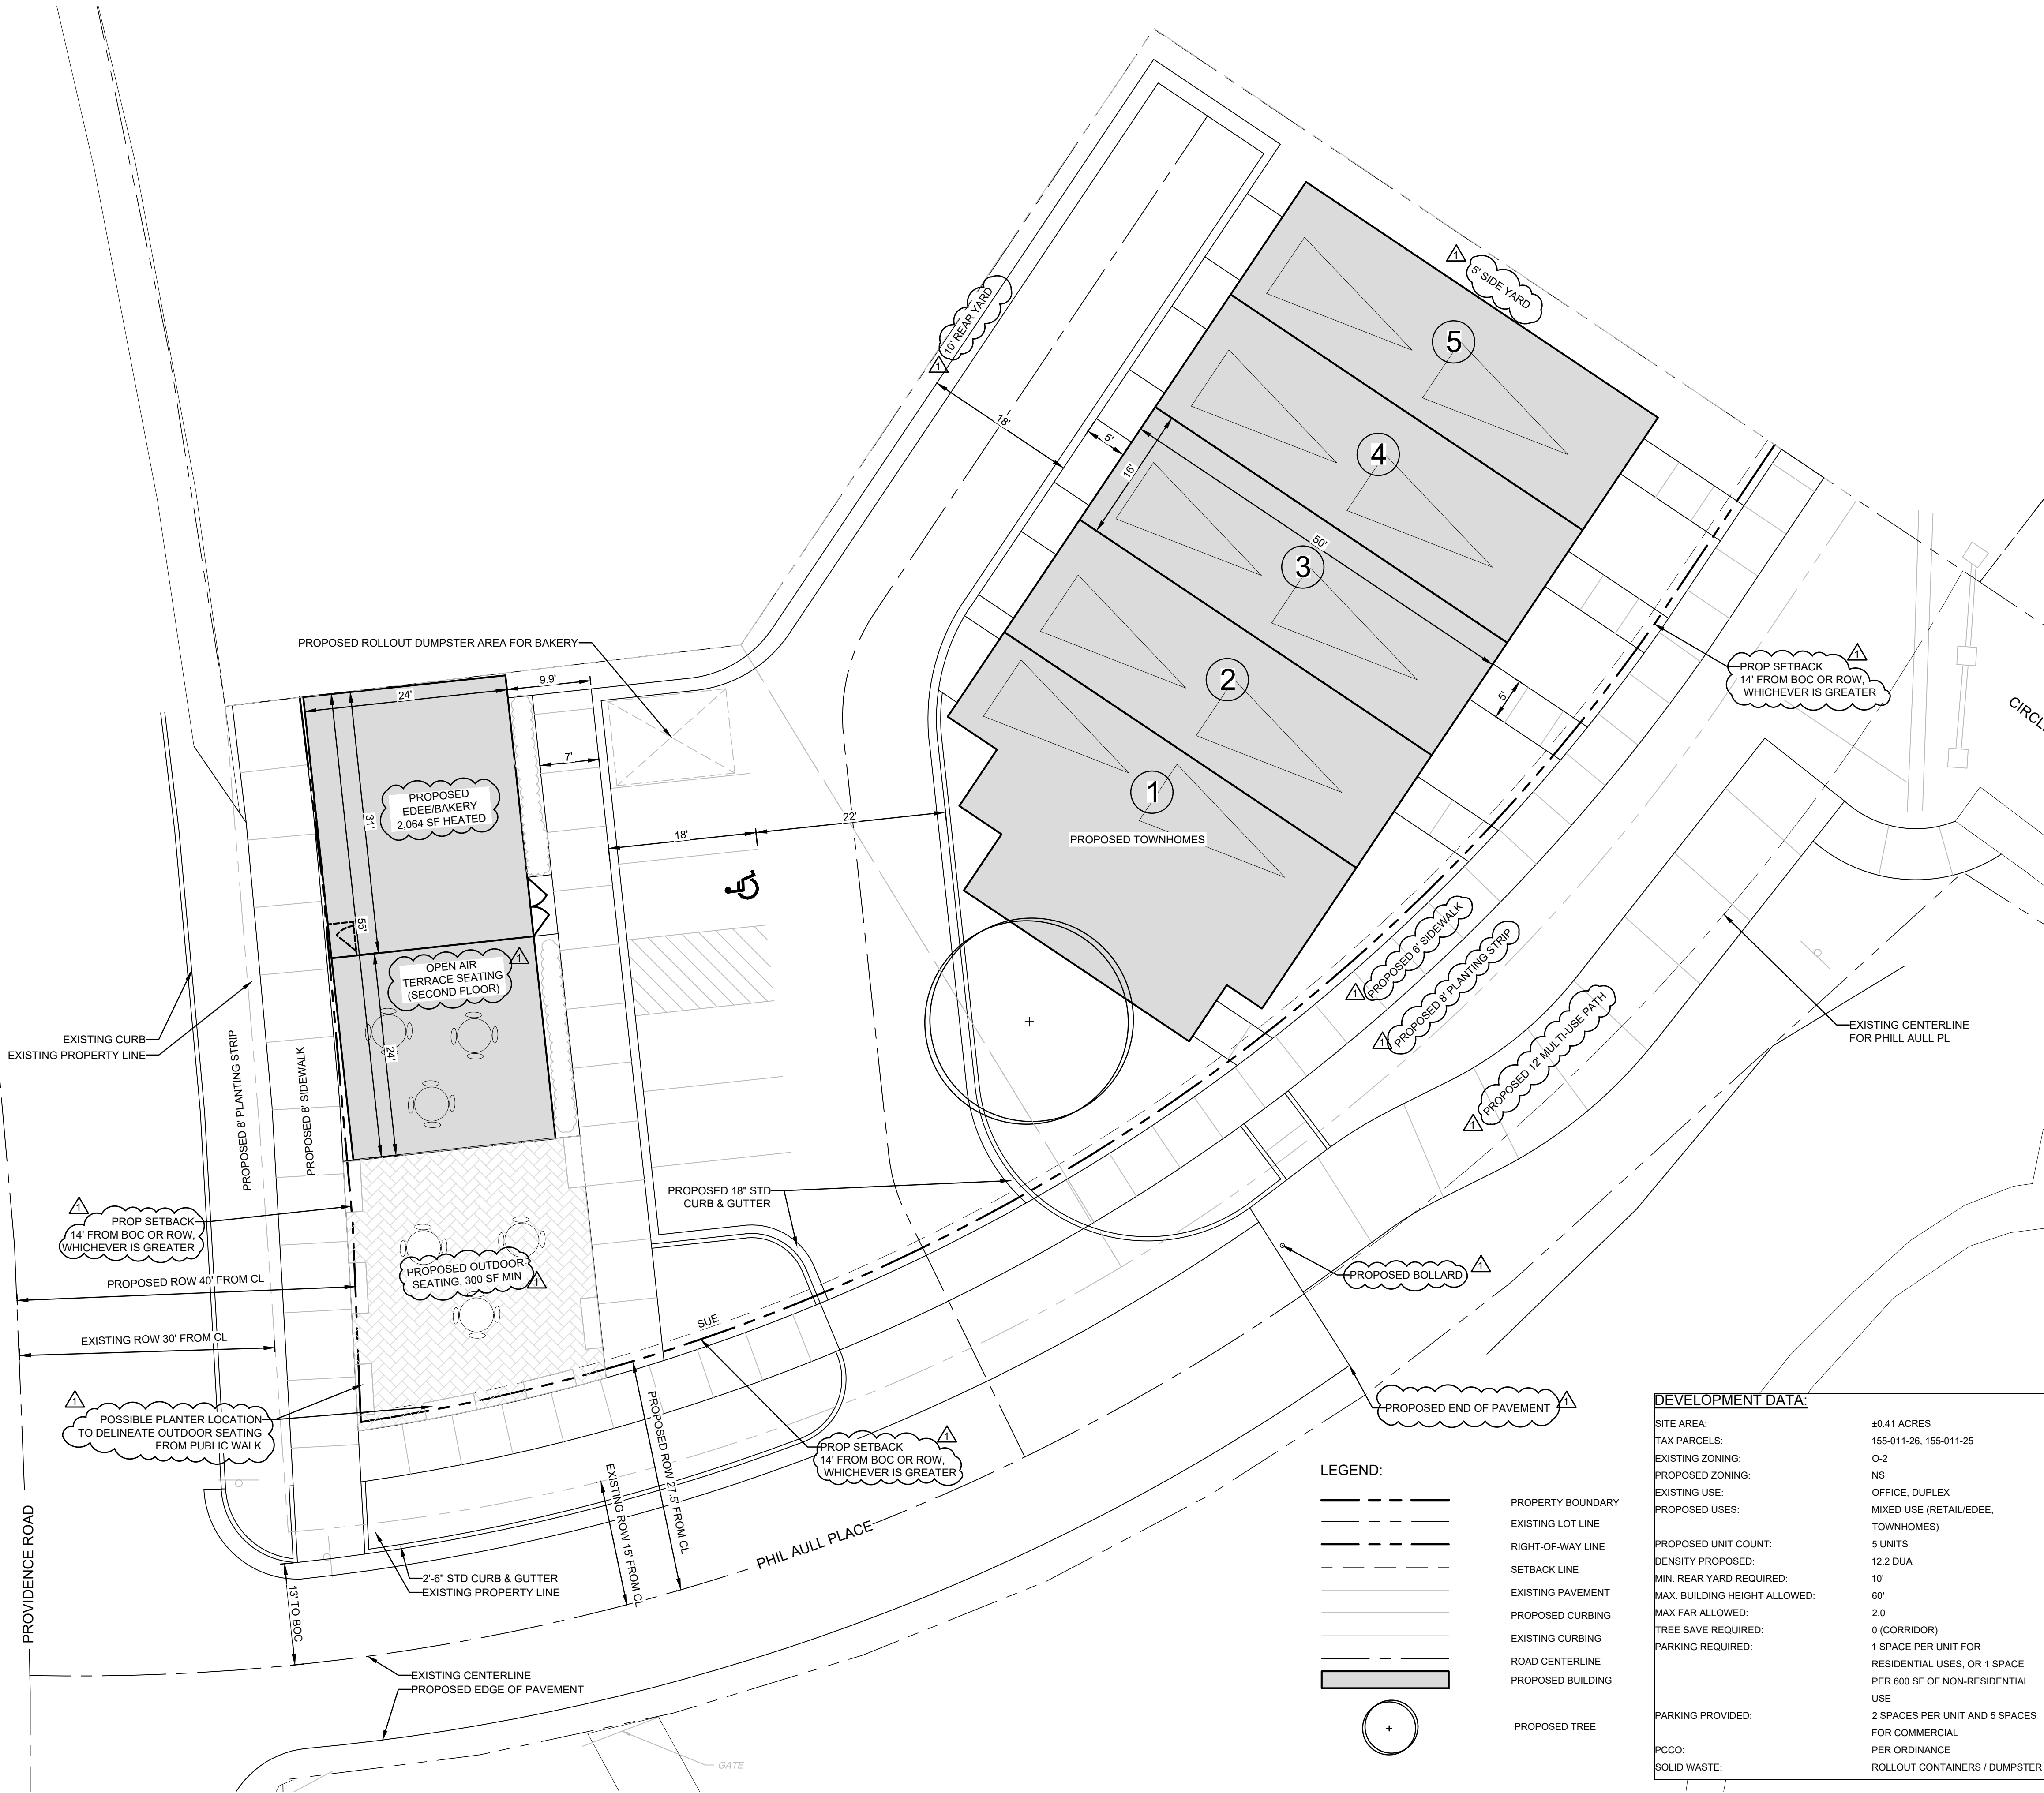 10' REAR YARD
1
1
5' SIDE YARD
5
18'
5'
16'
4
50'
3
PROPOSED ROLLOUT DUMPSTER AREA FOR BAKERY
24'
9.9'
7'
2
5'
PROP SETBACK
14' FROM BOC OR ROW,
WHICHEVER IS GREATER
1
PROPOSED
EDEE/BAKERY
2,064 SF HEATED
31'
55'
18'
22'
1
PROPOSED TOWNHOMES
OPEN AIR
TERRACE SEATING
(SECOND FLOOR)
1
24'
EXISTING CURB
EXISTING PROPERTY LINE
PROPOSED 8' PLANTING STRIP
PROPOSED 8' SIDEWALK
PROPOSED 6' SIDEWALK
1
PROPOSED 8' PLANTING STRIP
1
PROPOSED 12' MULTI-USE PATH
1
EXISTING CENTERLINE
FOR PHILL AULL PL
1
PROP SETBACK
14' FROM BOC OR ROW,
WHICHEVER IS GREATER
PROPOSED 18" STD
CURB & GUTTER
PROPOSED ROW 40' FROM CL
PROPOSED OUTDOOR
SEATING, 300 SF MIN
1
EXISTING ROW 30' FROM CL
SUE
PROPOSED BOLLARD
1
1
POSSIBLE PLANTER LOCATION
TO DELINEATE OUTDOOR SEATING
FROM PUBLIC WALK
PROPOSED END OF PAVEMENT
1
PROP SETBACK
14' FROM BOC OR ROW,
WHICHEVER IS GREATER
1
PROPOSED ROW 27.5' FROM CL
EXISTING ROW 15' FROM CL
PHIL AULL PLACE
PROVIDENCE ROAD
13' TO BOC
2'-6" STD CURB & GUTTER
EXISTING PROPERTY LINE
EXISTING CENTERLINE
PROPOSED EDGE OF PAVEMENT
GATE
LEGEND:
PROPERTY BOUNDARY
EXISTING LOT LINE
RIGHT-OF-WAY LINE
SETBACK LINE
EXISTING PAVEMENT
PROPOSED CURBING
EXISTING CURBING
ROAD CENTERLINE
PROPOSED BUILDING
PROPOSED TREE
DEVELOPMENT DATA:
SITE AREA: ±0.41 ACRES
TAX PARCELS: 155-011-26, 155-011-25
EXISTING ZONING: O-2
PROPOSED ZONING: NS
EXISTING USE: OFFICE, DUPLEX
PROPOSED USES: MIXED USE (RETAIL/EDEE,
TOWNHOMES)
PROPOSED UNIT COUNT: 5 UNITS
DENSITY PROPOSED: 12.2 DUA
MIN. REAR YARD REQUIRED: 10'
MAX. BUILDING HEIGHT ALLOWED: 60'
MAX FAR ALLOWED: 2.0
TREE SAVE REQUIRED: 0 (CORRIDOR)
PARKING REQUIRED: 1 SPACE PER UNIT FOR
RESIDENTIAL USES, OR 1 SPACE
PER 600 SF OF NON-RESIDENTIAL
USE
PARKING PROVIDED: 2 SPACES PER UNIT AND 5 SPACES
FOR COMMERCIAL
PCCO: PER ORDINANCE
SOLID WASTE: ROLLOUT CONTAINERS / DUMPSTER